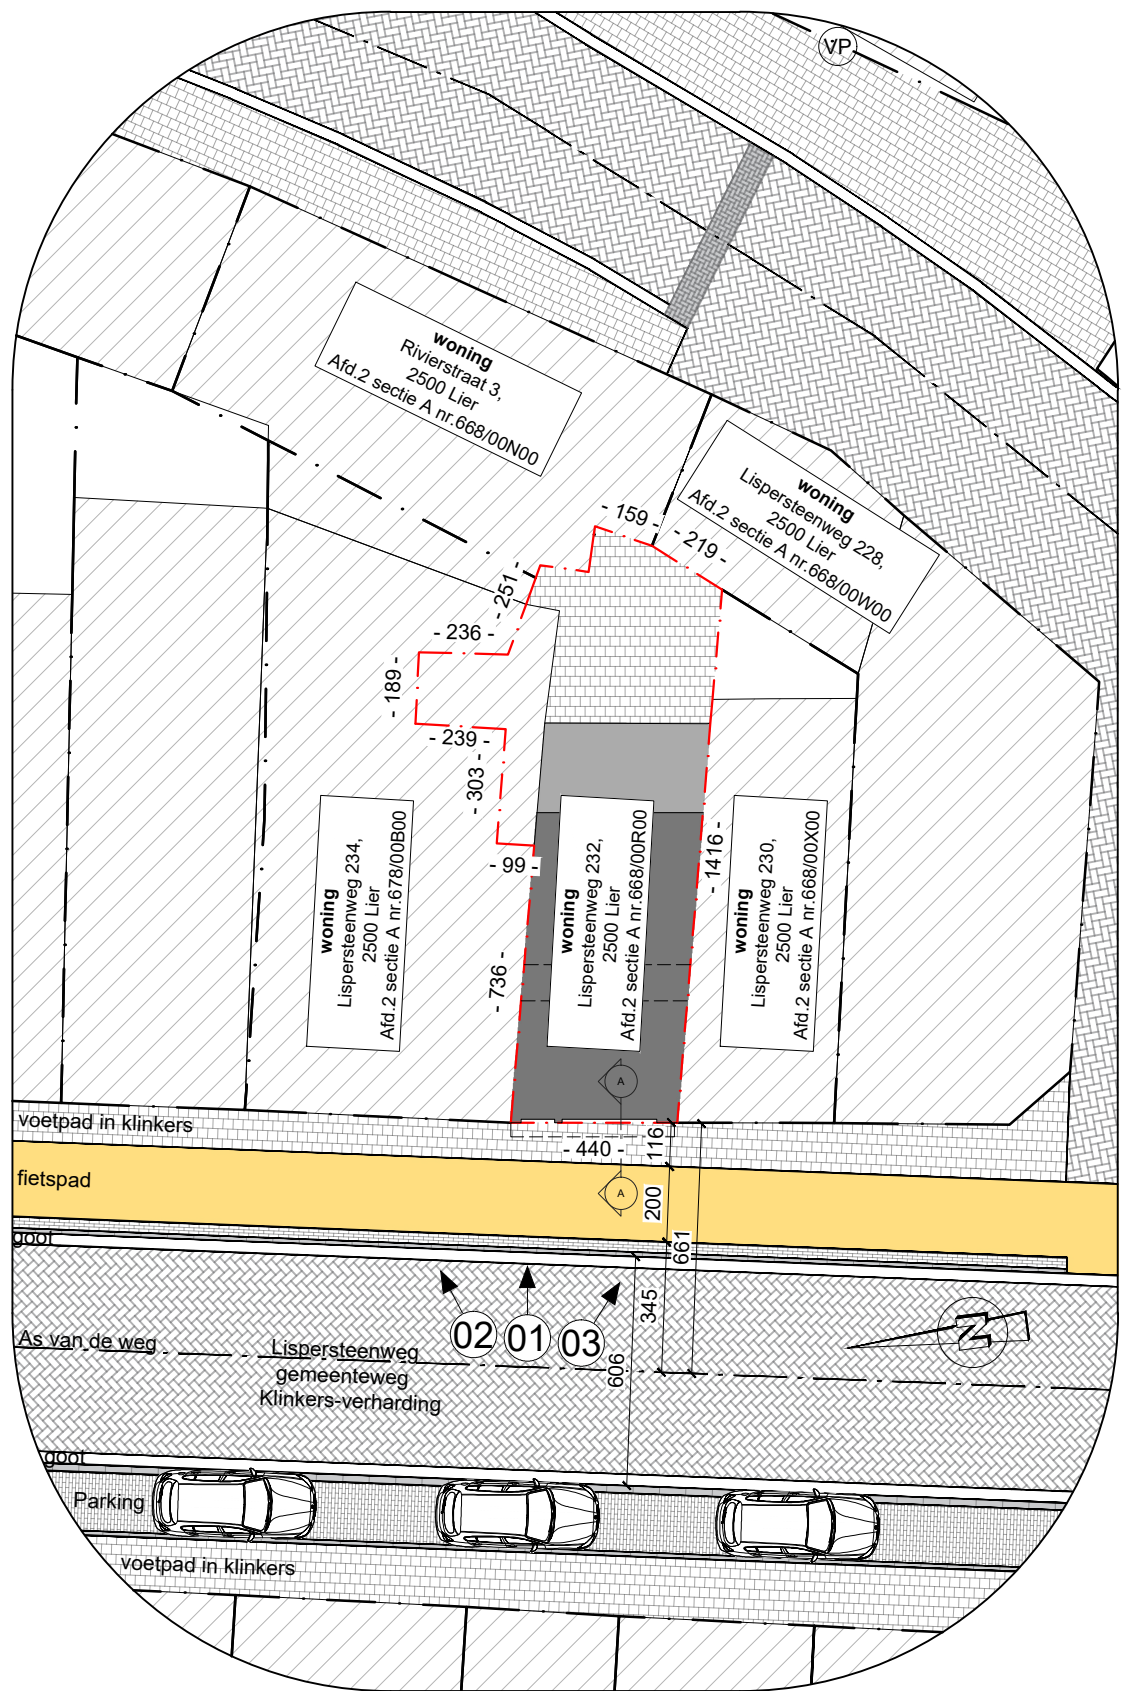 VP
woning
Rivierstraat 3,
2500 Lier
Afd.2 sectie A nr.668/00N00
woning
Lispersteenweg 228,
2500 Lier
Afd.2 sectie A nr.668/00W00
- 159 -
- 219 -
- 251 -
- 236 -
- 189 -
- 239 -
- 303 -
- 99 -
- 1416 -
- 736 -
woning
Lispersteenweg 234,
2500 Lier
Afd.2 sectie A nr.678/00B00
woning
Lispersteenweg 232,
2500 Lier
Afd.2 sectie A nr.668/00R00
woning
Lispersteenweg 230,
2500 Lier
Afd.2 sectie A nr.668/00X00
A
voetpad in klinkers
- 440 -
116
fietspad
A
200
661
goot
345
606
02
01
03
N
As van de weg
Lispersteenweg
gemeenteweg
Klinkers-verharding
goot
Parking
voetpad in klinkers